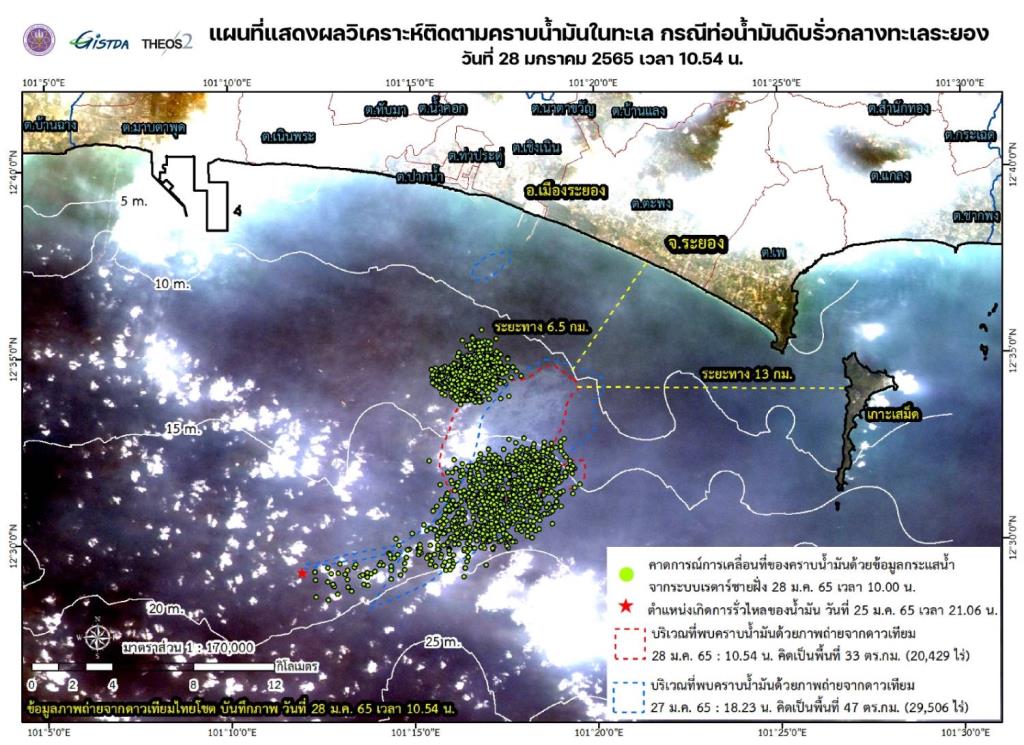 GISTDA THEOS2
แผนที่แสดงผลวิเคราะห์ติดตามคราบน้ำมันในทะเล กรณีท่อน้ำมันดิบรั่วกลางทะเลระยอง
วันที่ 28 มกราคม 2565 เวลา 10.54 น.
101°5'0"E 101°10'0"E 101°15'0"E 101°20'0"E 101°25'0"E 101°30'0"E
ต.ทับมา ต.น้ำคอก ต.นาตาขวัญ ต.บ้านแลง ต.สำนักทอง
ต.บ้านฉาง ต.มาบตาพุด ต.เนินพระ ต.กระเฉด
ต.ท่าประดู่ ต.เชิงเนิน
12°40'0"N ต.ปากน้ำ ต.แกลง 12°40'0"N
อ.เมืองระยอง
5 m. ต.ตะพง ต.ชากพง
จ.ระยอง
ต.เพ
10 m.
ระยะทาง 6.5 กม.
12°35'0"N 12°35'0"N
ระยะทาง 13 กม.
เกาะเสม็ด
15 m.
12°30'0"N 12°30'0"N
คาดการณ์การเคลื่อนที่ของคราบน้ำมันด้วยข้อมูลกระแสน้ำ
จากระบบเรดาร์ชายฝั่ง 28 ม.ค. 65 เวลา 10.00 น.
ตำแหน่งเกิดการรั่วไหลของน้ำมัน วันที่ 25 ม.ค. 65 เวลา 21.06 น.
บริเวณที่พบคราบน้ำมันด้วยภาพถ่ายจากดาวเทียม
28 ม.ค. 65 : 10.54 น. คิดเป็นพื้นที่ 33 ตร.กม. (20,429 ไร่)
บริเวณที่พบคราบน้ำมันด้วยภาพถ่ายจากดาวเทียม
27 ม.ค. 65 : 18.23 น. คิดเป็นพื้นที่ 47 ตร.กม. (29,506 ไร่)
20 m.
25 m.
N
W E
S
มาตราส่วน 1 : 170,000
กิโลเมตร
0 2 4 8 12
ข้อมูลภาพถ่ายจากดาวเทียมไทยโชต บันทึกภาพ วันที่ 28 ม.ค. 65 เวลา 10.54 น.
101°5'0"E 101°10'0"E 101°15'0"E 101°20'0"E 101°25'0"E 101°30'0"E